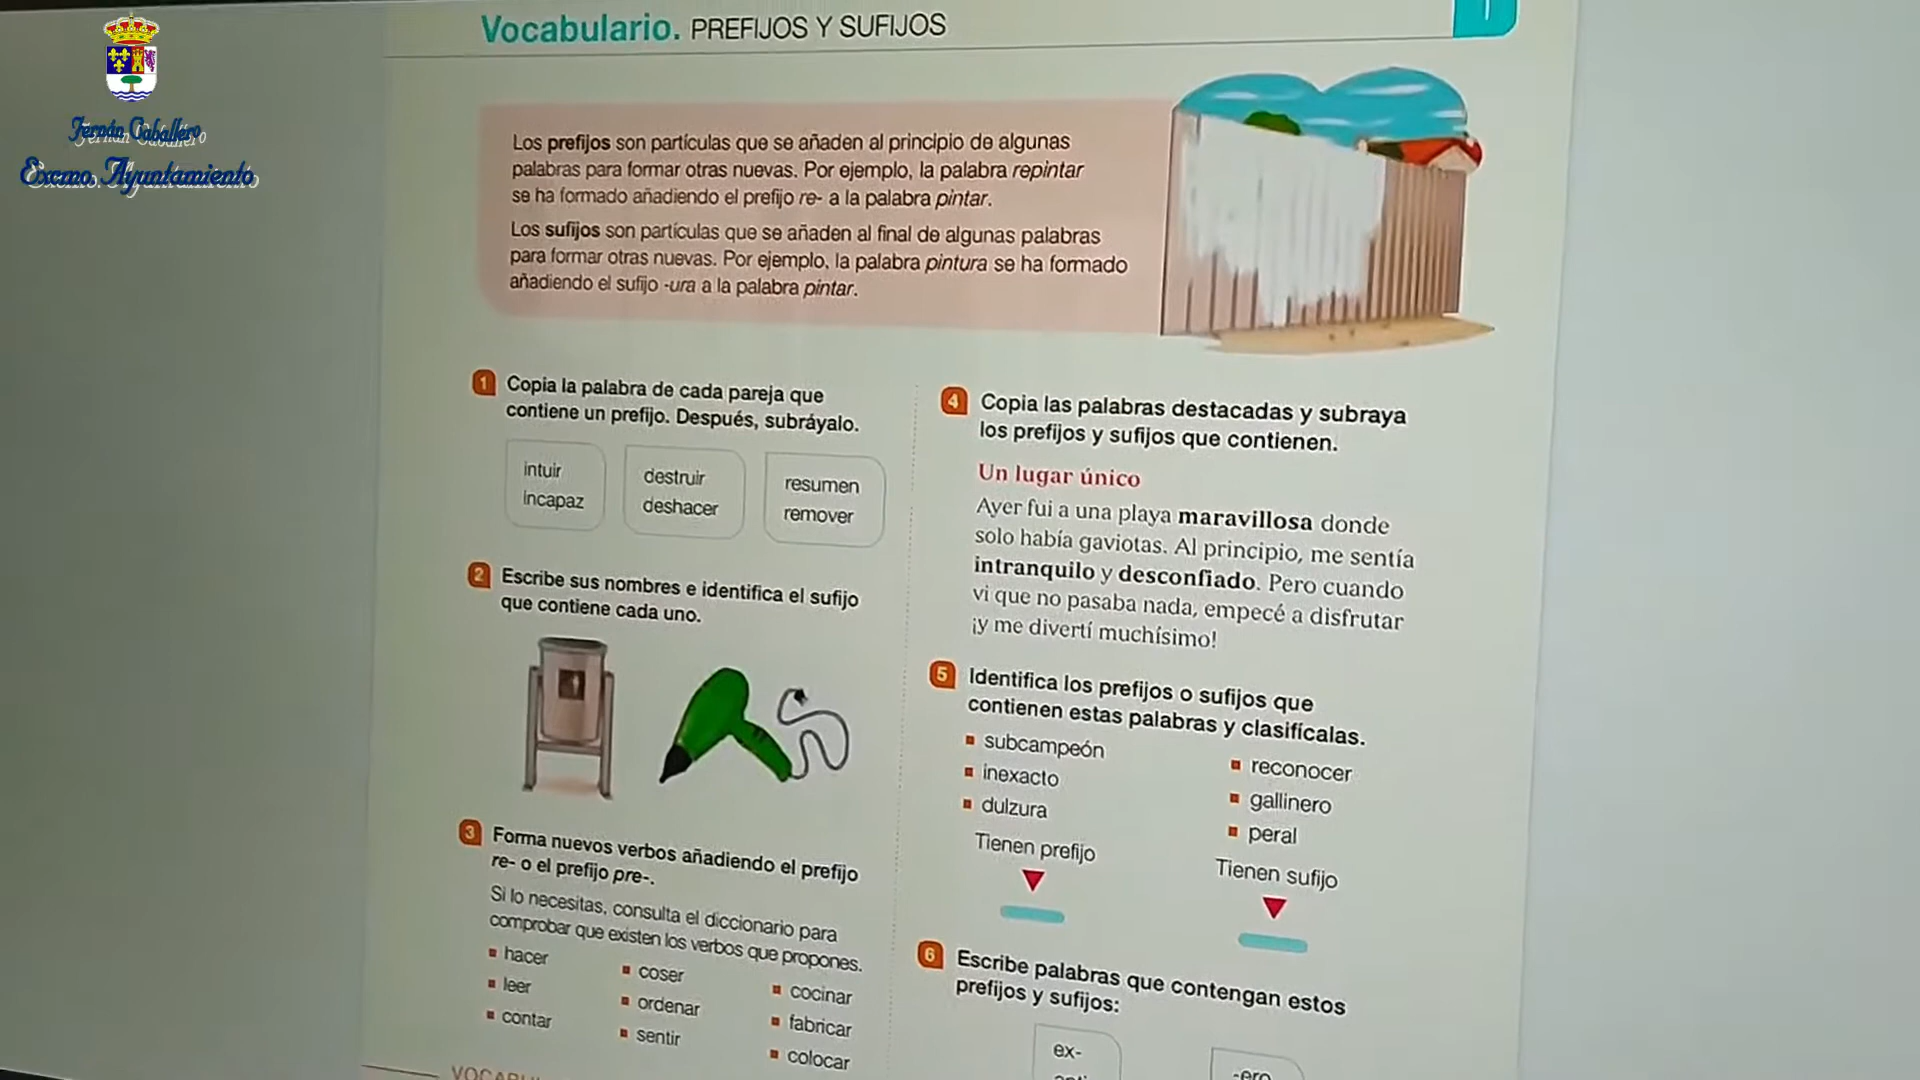 Fernán Caballero
Excmo. Ayuntamiento
Vocabulario. PREFIJOS Y SUFIJOS
1
Los prefijos son partículas que se añaden al principio de algunas
palabras para formar otras nuevas. Por ejemplo, la palabra repintar
se ha formado añadiendo el prefijo re- a la palabra pintar.
Los sufijos son partículas que se añaden al final de algunas palabras
para formar otras nuevas. Por ejemplo, la palabra pintura se ha formado
añadiendo el sufijo -ura a la palabra pintar.
1 Copia la palabra de cada pareja que
contiene un prefijo. Después, subráyalo.
intuir
incapaz
destruir
deshacer
resumen
remover
2 Escribe sus nombres e identifica el sufijo
que contiene cada uno.
3 Forma nuevos verbos añadiendo el prefijo
re- o el prefijo pre-.
Si lo necesitas, consulta el diccionario para
comprobar que existen los verbos que propones.
hacer
leer
contar
coser
ordenar
sentir
cocinar
fabricar
colocar
4 Copia las palabras destacadas y subraya
los prefijos y sufijos que contienen.
Un lugar único
Ayer fui a una playa maravillosa donde
solo había gaviotas. Al principio, me sentía
intranquilo y desconfiado. Pero cuando
vi que no pasaba nada, empecé a disfrutar
¡y me divertí muchísimo!
5 Identifica los prefijos o sufijos que
contienen estas palabras y clasifícalas.
subcampeón
inexacto
dulzura
reconocer
gallinero
peral
Tienen prefijo
Tienen sufijo
6 Escribe palabras que contengan estos
prefijos y sufijos:
ex-
-ero